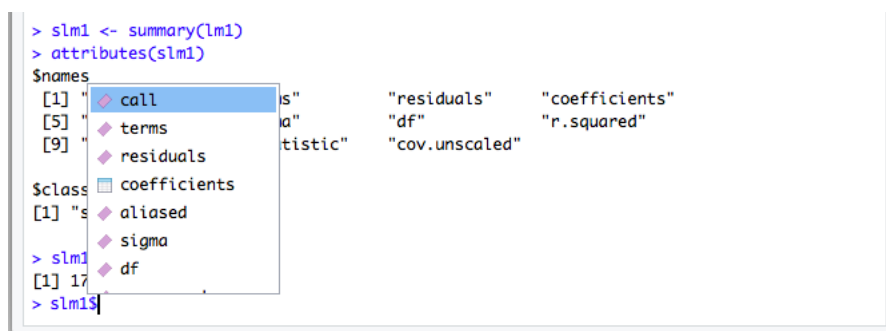 > slm1 <- summary(lm1)
> attributes(slm1)
$names
[1] " "residuals" "coefficients"
[5] " "df" "r.squared"
[9] " "cov.unscaled"
$class
[1] "s
> slm1
[1] 17
> slm1$
call
terms
residuals
coefficients
aliased
sigma
df